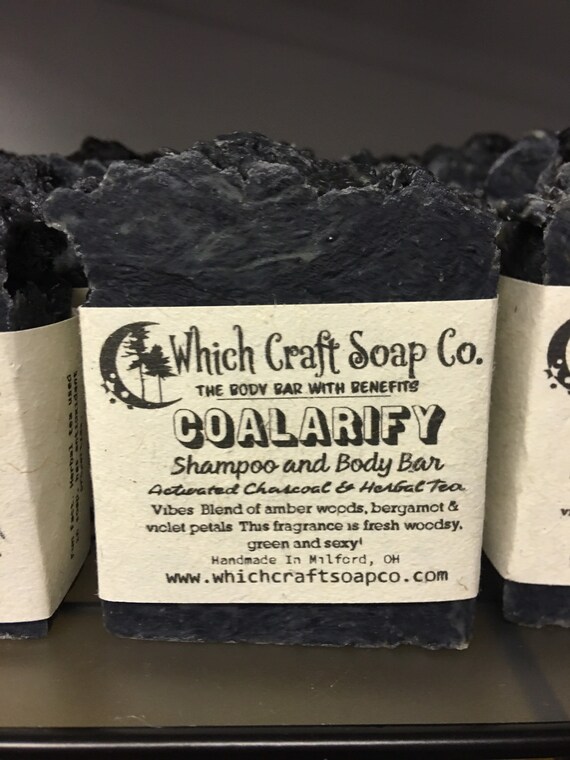 Which Craft Soap Co.
THE BODY BAR WITH BENEFITS
COALARIFY
Shampoo and Body Bar
Activated Charcoal & Herbal Tea
Vibes Blend of amber woods, bergamot &
violet petals This fragrance is fresh woodsy,
green and sexy!
Handmade In Milford, OH
www.whichcraftsoapco.com